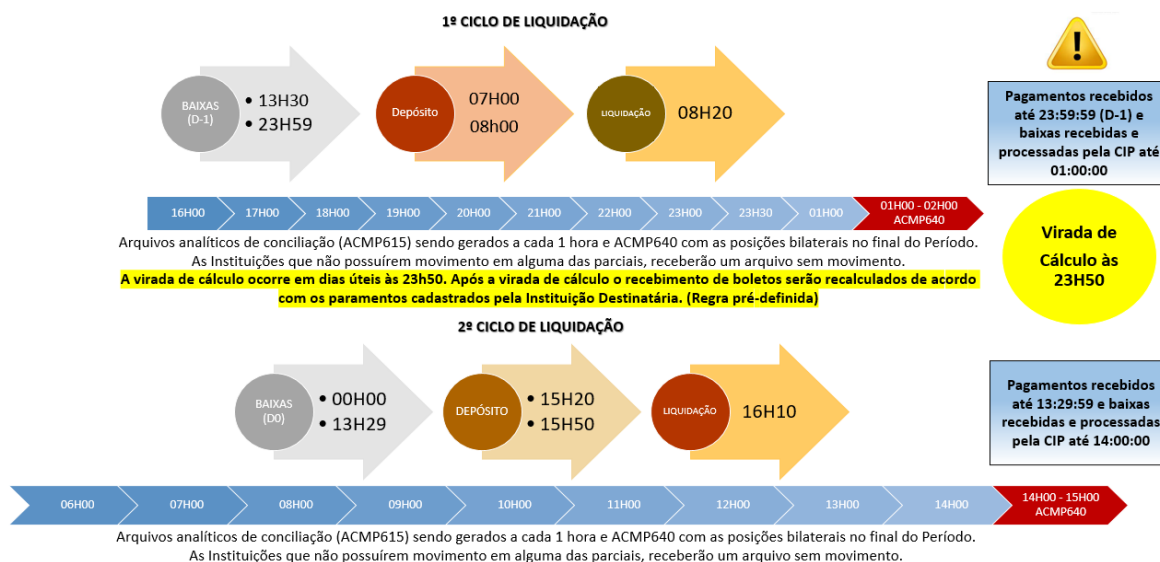 1º CICLO DE LIQUIDAÇÃO
BAIXAS
(D-1)
• 13H30
• 23H59
Depósito
07H00
08h00
LIQUIDAÇÃO
08H20
Pagamentos recebidos
até 23:59:59 (D-1) e
baixas recebidas e
processadas pela CIP até
01:00:00
16H00
17H00
18H00
19H00
20H00
21H00
22H00
23H00
23H30
01H00
01H00 - 02H00
ACMP640
Arquivos analíticos de conciliação (ACMP615) sendo gerados a cada 1 hora e ACMP640 com as posições bilaterais no final do Período.
As Instituições que não possuírem movimento em alguma das parciais, receberão um arquivo sem movimento.
A virada de cálculo ocorre em dias úteis às 23h50. Após a virada de cálculo o recebimento de boletos serão recalculados de acordo
com os paramentos cadastrados pela Instituição Destinatária. (Regra pré-definida)
Virada de
Cálculo às
23H50
2º CICLO DE LIQUIDAÇÃO
BAIXAS
(D0)
• 00H00
• 13H29
DEPÓSITO
• 15H20
• 15H50
LIQUIDAÇÃO
16H10
Pagamentos recebidos
até 13:29:59 e baixas
recebidas e processadas
pela CIP até 14:00:00
06H00
07H00
08H00
09H00
10H00
11H00
12H00
13H00
14H00
14H00 - 15H00
ACMP640
Arquivos analíticos de conciliação (ACMP615) sendo gerados a cada 1 hora e ACMP640 com as posições bilaterais no final do Período.
As Instituições que não possuírem movimento em alguma das parciais, receberão um arquivo sem movimento.